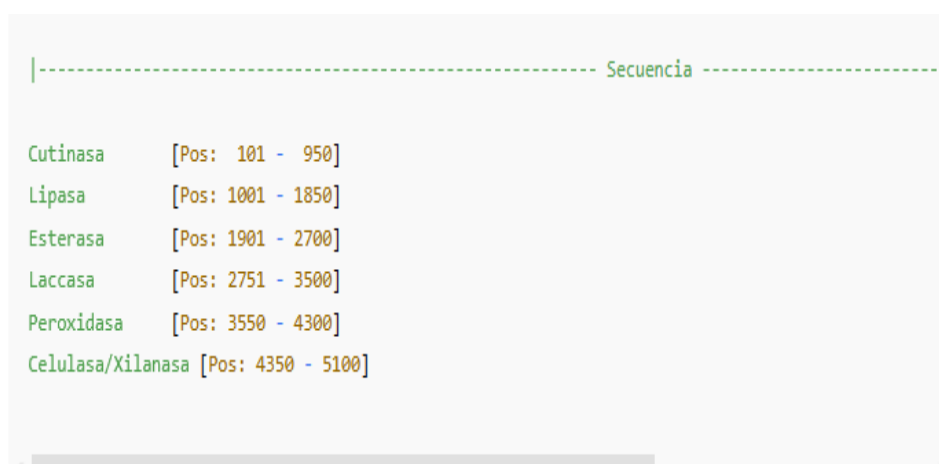 |----------------------------------------------------------- Secuencia -------------------------
Cutinasa [Pos: 101 - 950]
Lipasa [Pos: 1001 - 1850]
Esterasa [Pos: 1901 - 2700]
Laccasa [Pos: 2751 - 3500]
Peroxidasa [Pos: 3550 - 4300]
Celulasa/Xilanasa [Pos: 4350 - 5100]